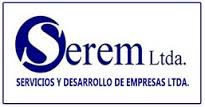 Serem Ltda.
SERVICIOS Y DESARROLLO DE EMPRESAS LTDA.